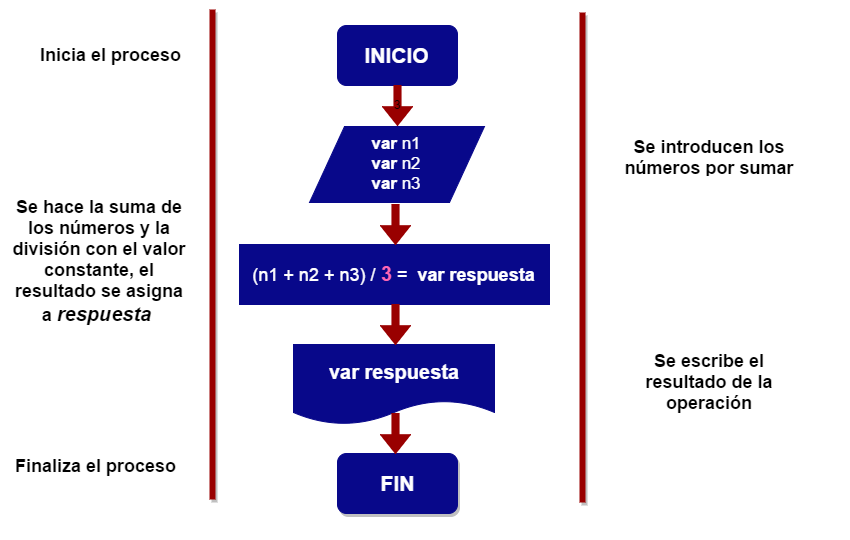 Inicia el proceso
INICIO
3
var n1
var n2
var n3
Se introducen los
números por sumar
Se hace la suma de
los números y la
división con el valor
constante, el
resultado se asigna
a respuesta
(n1 + n2 + n3) / 3 = var respuesta
var respuesta
Se escribe el
resultado de la
operación
Finaliza el proceso
FIN